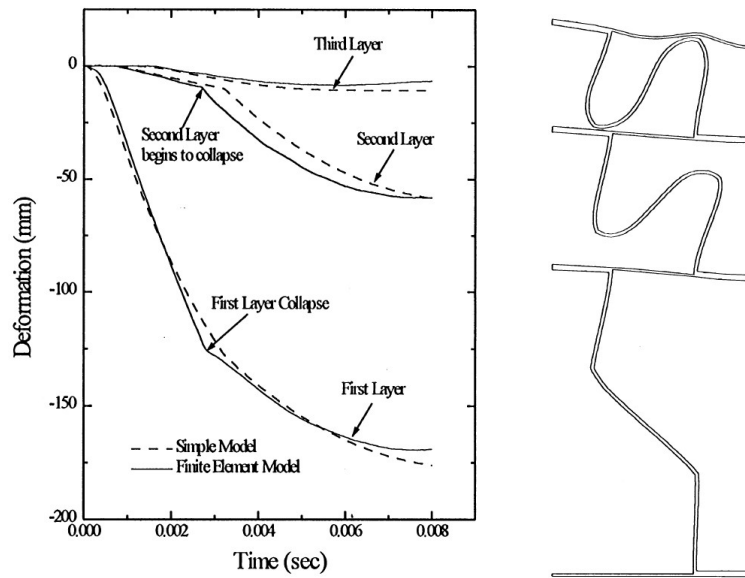 Third Layer
Second Layer
begins to collapse
Second Layer
First Layer Collapse
First Layer
Simple Model
Finite Element Model
Deformation (mm)
0
-50
-100
-150
-200
0.000
0.002
0.004
0.006
0.008
Time (sec)